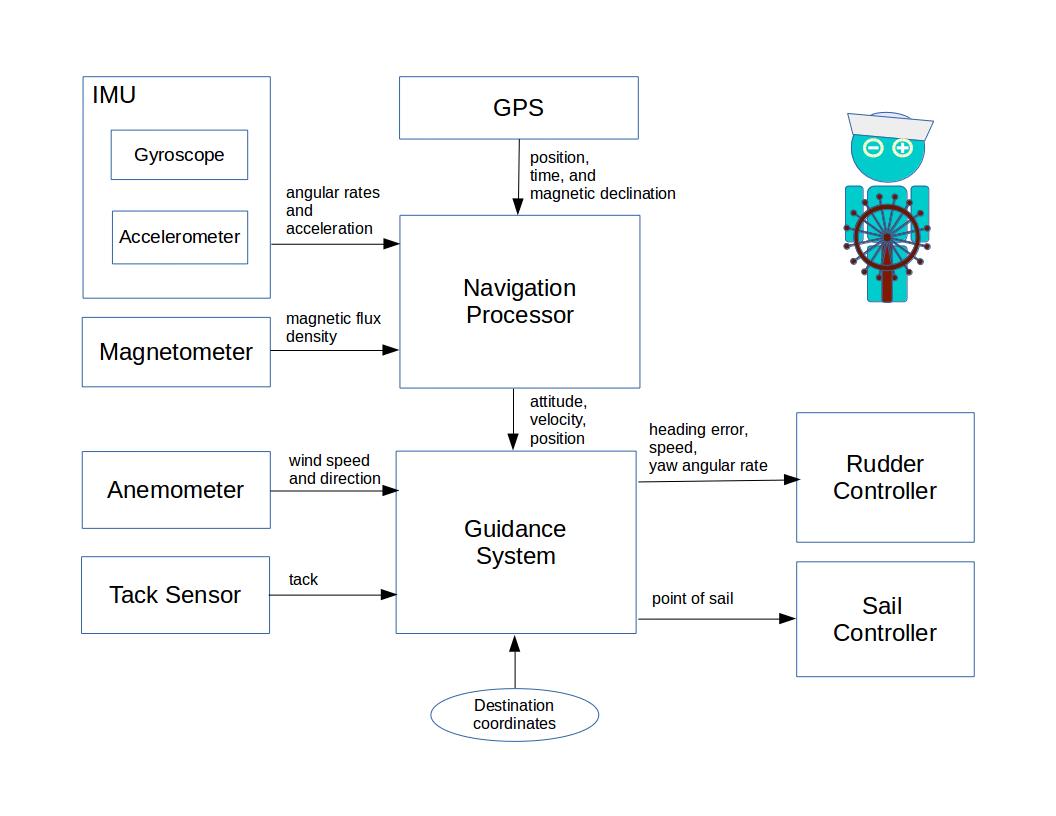 IMU
Gyroscope
Accelerometer
GPS
angular rates
and
acceleration
position,
time, and
magnetic declination
Navigation
Processor
Magnetometer
magnetic flux
density
attitude,
velocity,
position
Anemometer
wind speed
and direction
Guidance
System
heading error,
speed,
yaw angular rate
Rudder
Controller
Tack Sensor
tack
point of sail
Sail
Controller
Destination
coordinates